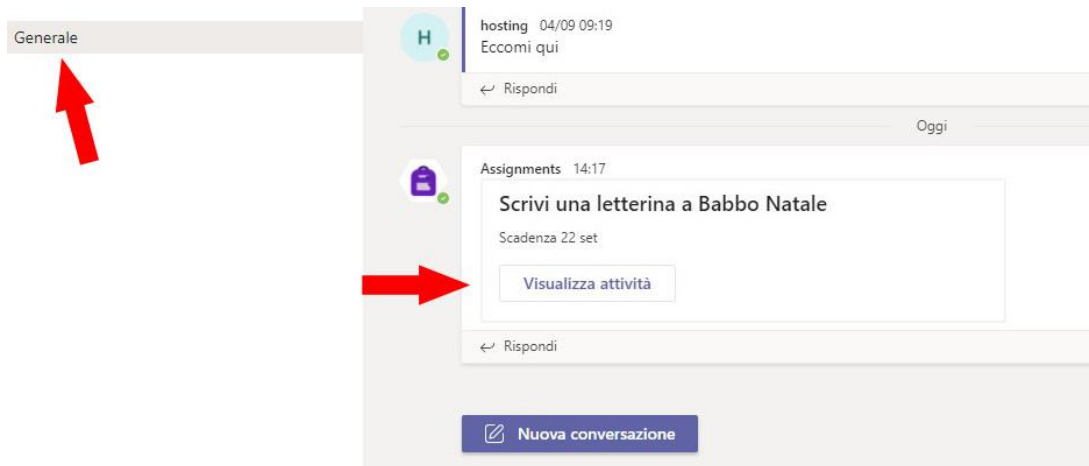 Generale
H
hosting 04/09 09:19
Eccomi qui
Rispondi
Oggi
Assignments 14:17
Scrivi una letterina a Babbo Natale
Scadenza 22 set
Visualizza attività
Rispondi
Nuova conversazione